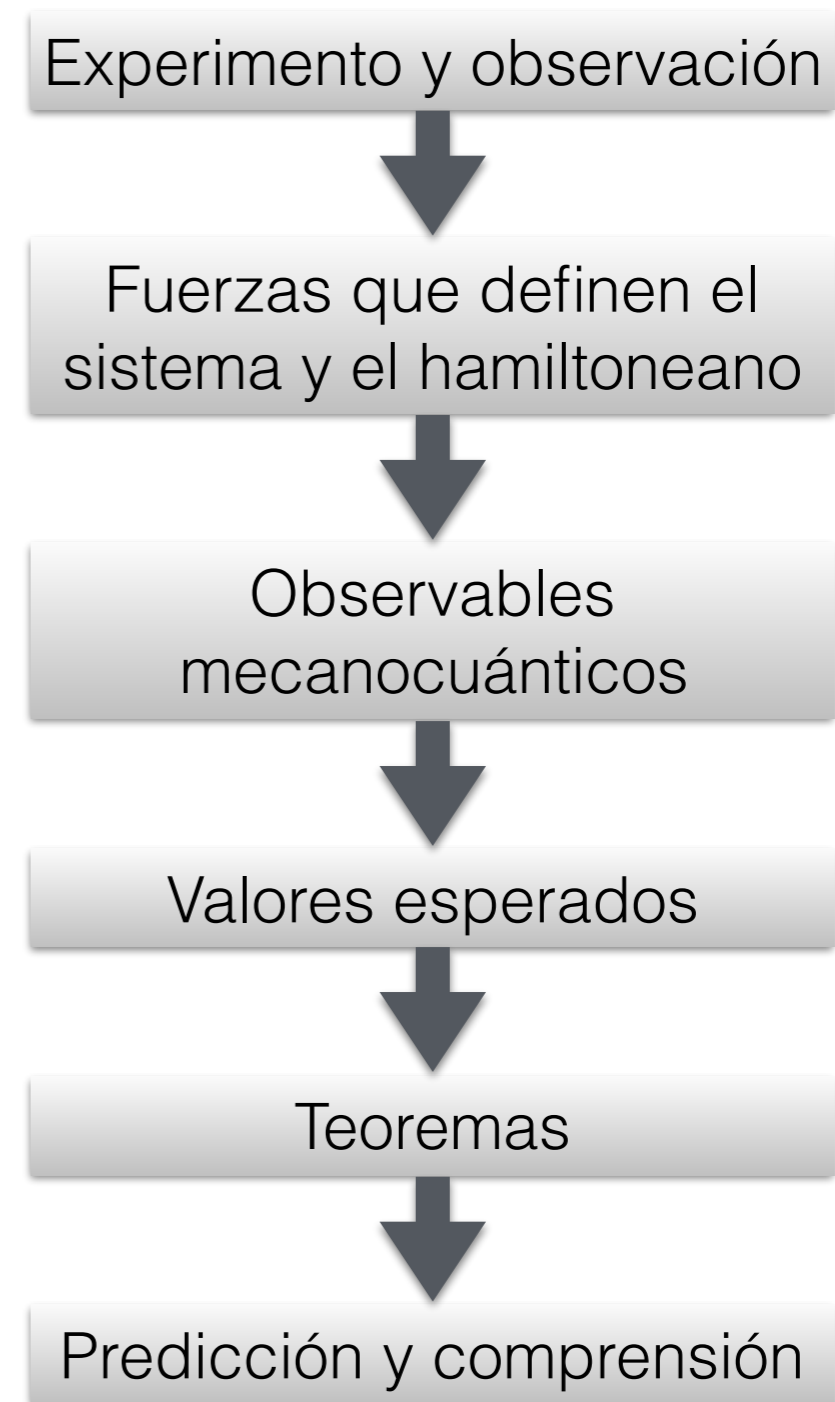 Experimento y observación
Fuerzas que definen el
sistema y el hamiltoneano
Observables
mecanocuánticos
Valores esperados
Teoremas
Predicción y comprensión